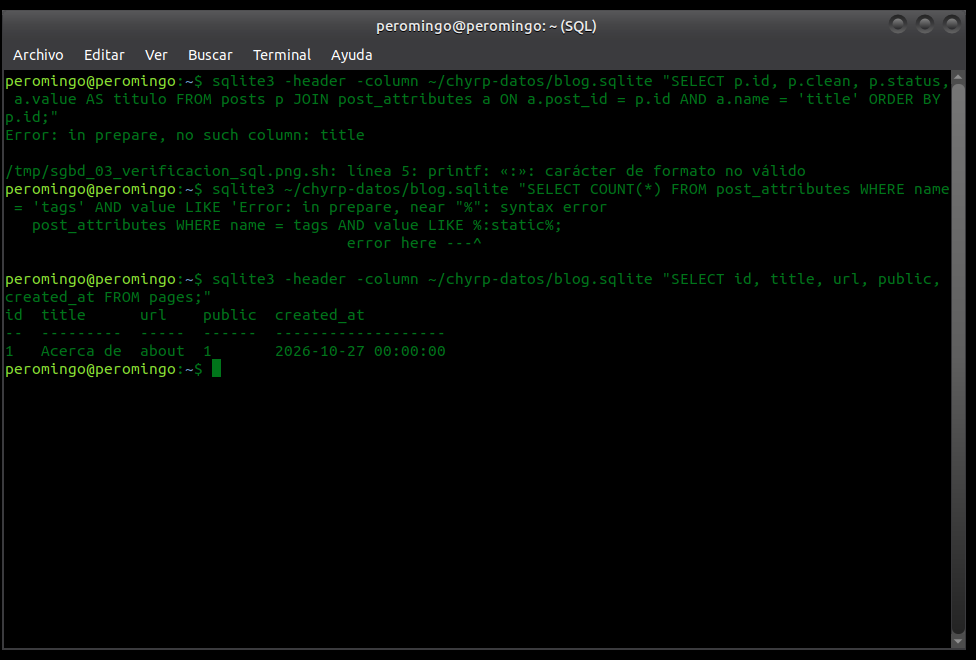 peromingo@peromingo: ~ (SQL)
Archivo Editar Ver Buscar Terminal Ayuda
peromingo@peromingo:~$ sqlite3 -header -column ~/chyrp-datos/blog.sqlite "SELECT p.id, p.clean, p.status,
 a.value AS titulo FROM posts p JOIN post_attributes a ON a.post_id = p.id AND a.name = 'title' ORDER BY
p.id;"
Error: in prepare, no such column: title
/tmp/sgbd_03_verificacion_sql.png.sh: línea 5: printf: «:»: carácter de formato no válido
peromingo@peromingo:~$ sqlite3 ~/chyrp-datos/blog.sqlite "SELECT COUNT(*) FROM post_attributes WHERE name
 = 'tags' AND value LIKE 'Error: in prepare, near "%": syntax error
   post_attributes WHERE name = tags AND value LIKE %:static%;
                                      error here ---^
peromingo@peromingo:~$ sqlite3 -header -column ~/chyrp-datos/blog.sqlite "SELECT id, title, url, public,
created_at FROM pages;"
id  title      url    public  created_at
--  ---------  -----  ------  -------------------
1   Acerca de  about  1       2026-10-27 00:00:00
peromingo@peromingo:~$